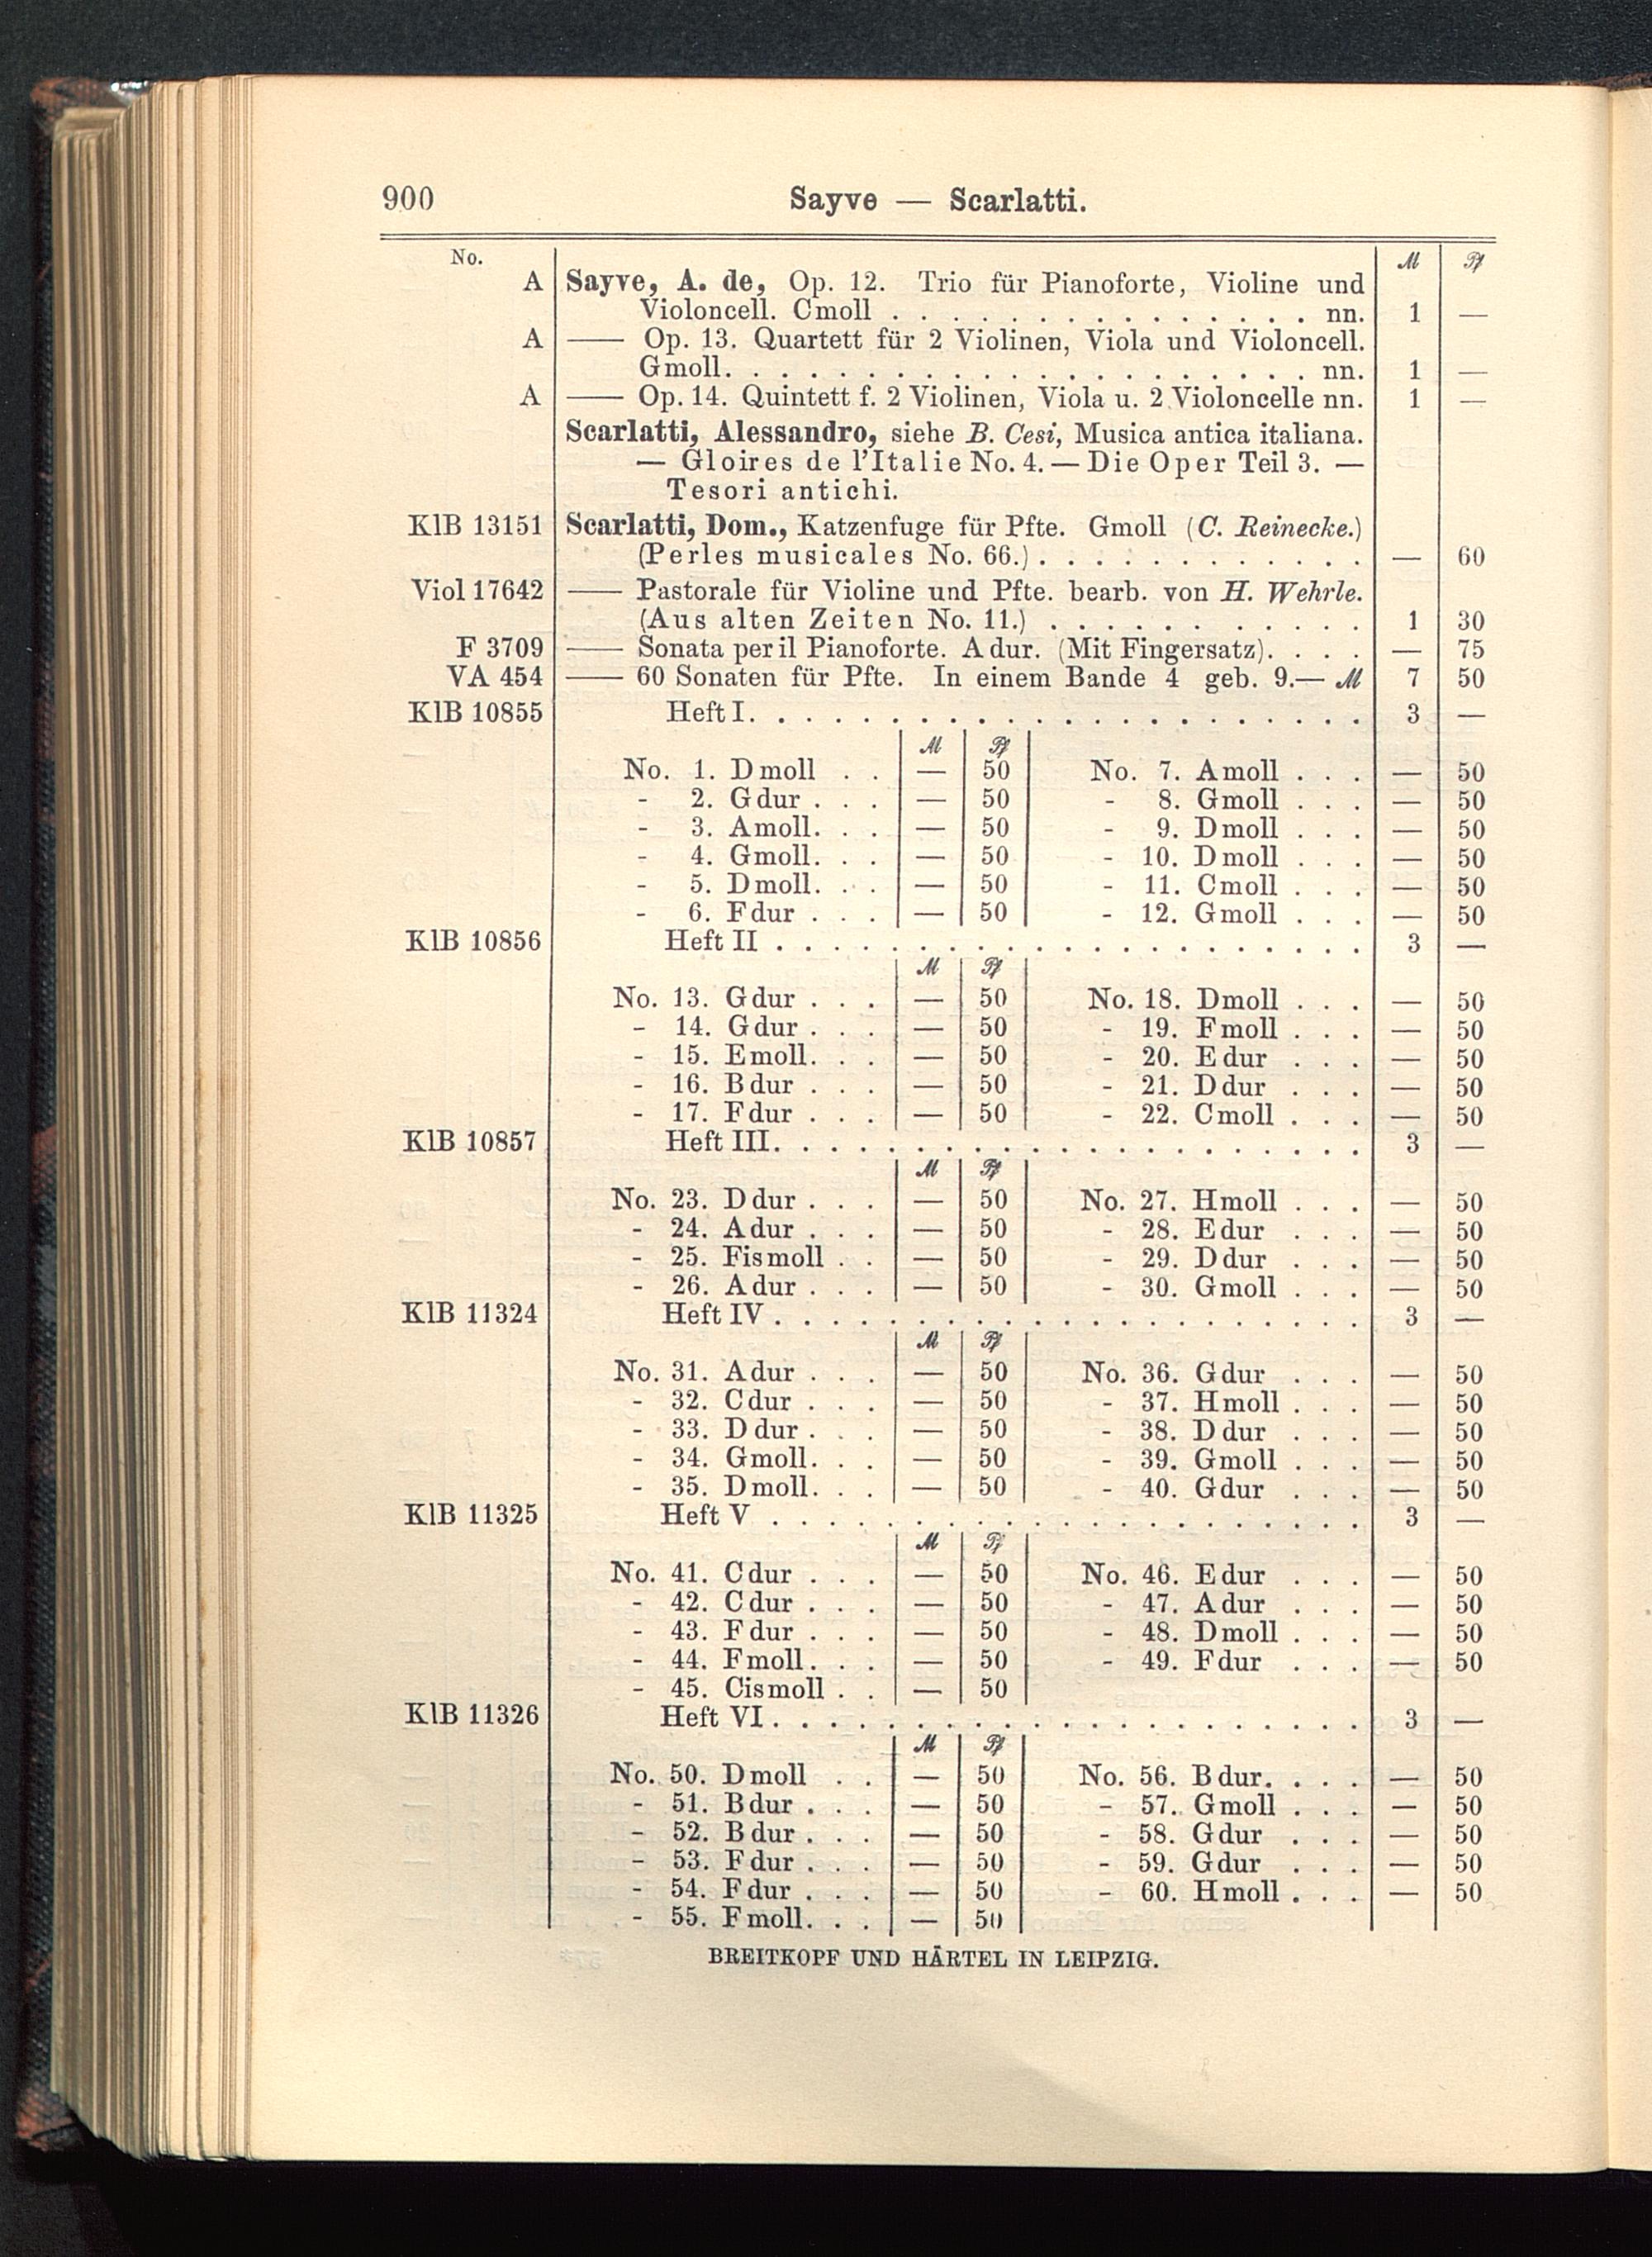 900 Sayve — Scarlatti.
No. M Pf
A Sayve, A. de, Op. 12. Trio für Pianoforte, Violine und
Violoncell. Cmoll . . . . . . . . . . . . . . . nn. 1 —
A —— Op. 13. Quartett für 2 Violinen, Viola und Violoncell.
Gmoll. . . . . . . . . . . . . . . . . . . . . nn. 1 —
A —— Op. 14. Quintett f. 2 Violinen, Viola u. 2 Violoncelle nn. 1 —
Scarlatti, Alessandro, siehe B. Cesi, Musica antica italiana.
— Gloires de l'Italie No. 4. — Die Oper Teil 3. —
Tesori antichi.
KlB 13151 Scarlatti, Dom., Katzenfuge für Pfte. Gmoll (C. Reinecke.)
(Perles musicales No. 66.) . . . . . . . . . . . . — 60
Viol 17642 —— Pastorale für Violine und Pfte. bearb. von H. Wehrle.
(Aus alten Zeiten No. 11.) . . . . . . . . . . . 1 30
F 3709 —— Sonata per il Pianoforte. A dur. (Mit Fingersatz). . . . . — 75
VA 454 —— 60 Sonaten für Pfte. In einem Bande 4 geb. 9.— M 7 50
KlB 10855 Heft I. . . . . . . . . . . . . . . . . . . . . . 3 —
M Pf
No. 1. D moll . . — 50 No. 7. A moll . . . — 50
- 2. G dur . . . — 50 - 8. Gmoll . . . — 50
- 3. Amoll. . . — 50 - 9. Dmoll . . . — 50
- 4. Gmoll. . . — 50 - 10. Dmoll . . . — 50
- 5. Dmoll. . . — 50 - 11. Cmoll . . . — 50
- 6. Fdur . . . — 50 - 12. Gmoll . . . — 50
KlB 10856 Heft II . . . . . . . . . . . . . . . . . . . . . 3 —
M Pf
No. 13. Gdur . . . — 50 No. 18. Dmoll . . . — 50
- 14. Gdur . . . — 50 - 19. Fmoll . . . — 50
- 15. Emoll. . . — 50 - 20. Edur . . . — 50
- 16. Bdur . . . — 50 - 21. Ddur . . . — 50
- 17. Fdur . . . — 50 - 22. Cmoll . . . — 50
KlB 10857 Heft III. . . . . . . . . . . . . . . . . . . . . 3 —
M Pf
No. 23. Ddur . . . — 50 No. 27. Hmoll . . . — 50
- 24. Adur . . . — 50 - 28. Edur . . . — 50
- 25. Fismoll . . — 50 - 29. Ddur . . . — 50
- 26. Adur . . . — 50 - 30. Gmoll . . . — 50
KlB 11324 Heft IV . . . . . . . . . . . . . . . . . . . . . 3 —
M Pf
No. 31. Adur . . . — 50 No. 36. Gdur . . . — 50
- 32. Cdur . . . — 50 - 37. Hmoll . . . — 50
- 33. Ddur . . . — 50 - 38. Ddur . . . — 50
- 34. Gmoll. . . — 50 - 39. Gmoll . . . — 50
- 35. Dmoll. . . — 50 - 40. Gdur . . . — 50
KlB 11325 Heft V . . . . . . . . . . . . . . . . . . . . . 3 —
M Pf
No. 41. Cdur . . . — 50 No. 46. Edur . . . — 50
- 42. Cdur . . . — 50 - 47. Adur . . . — 50
- 43. Fdur . . . — 50 - 48. Dmoll . . . — 50
- 44. Fmoll. . . — 50 - 49. Fdur . . . — 50
- 45. Cismoll . . — 50
KlB 11326 Heft VI . . . . . . . . . . . . . . . . . . . . . 3 —
M Pf
No. 50. Dmoll . . — 50 No. 56. Bdur. . . . — 50
- 51. Bdur . . . — 50 - 57. Gmoll . . . — 50
- 52. Bdur . . . — 50 - 58. Gdur . . . — 50
- 53. Fdur . . . — 50 - 59. Gdur . . . — 50
- 54. Fdur . . . — 50 - 60. Hmoll . . . — 50
- 55. Fmoll. . . — 50
BREITKOPF UND HÄRTEL IN LEIPZIG.